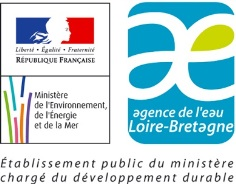 Liberté • Égalité • Fraternité
RÉPUBLIQUE FRANÇAISE
Ministère
de l'Environnement,
de l'Énergie
et de la Mer
agence de l'eau
Loire-Bretagne
Établissement public du ministère
chargé du développement durable